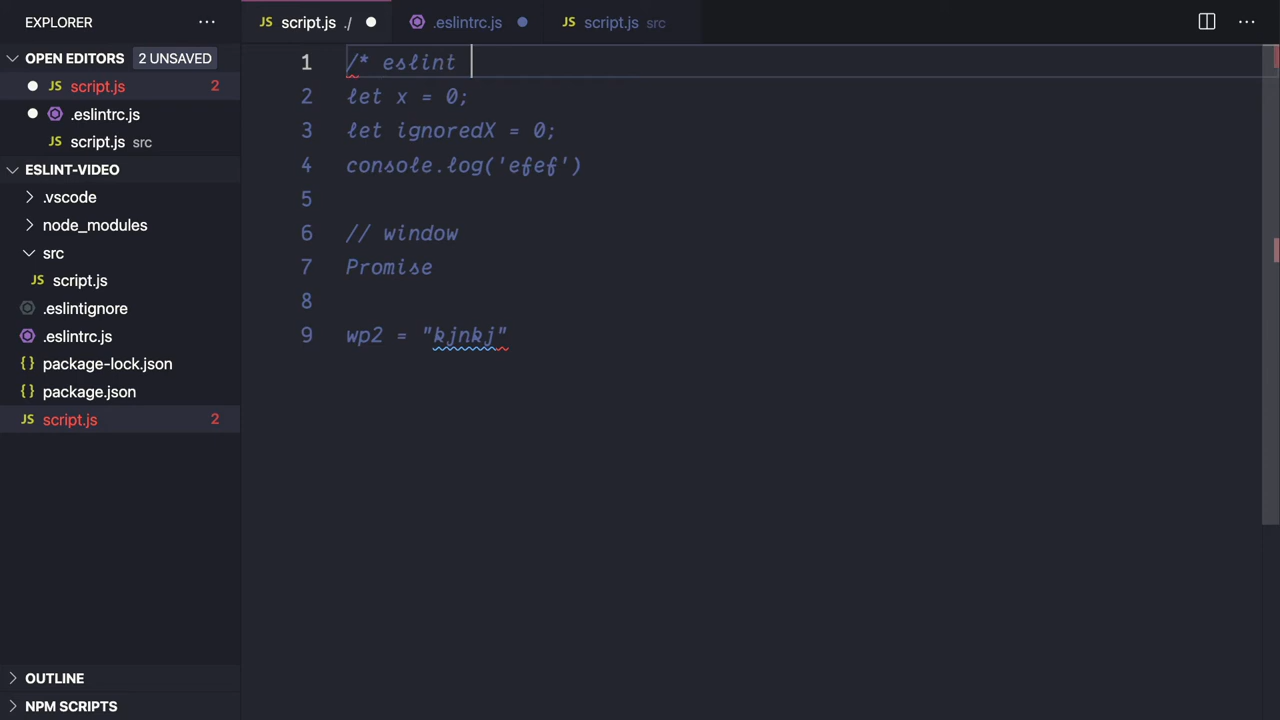 EXPLORER
OPEN EDITORS 2 UNSAVED
JS script.js 2
.eslintrc.js
JS script.js src
ESLINT-VIDEO
.vscode
node_modules
src
JS script.js
.eslintignore
.eslintrc.js
{} package-lock.json
{} package.json
JS script.js 2
OUTLINE
NPM SCRIPTS
JS script.js ./ .eslintrc.js JS script.js src
1 /* eslint
2 let x = 0;
3 let ignoredX = 0;
4 console.log('efef')
5
6 // window
7 Promise
8
9 wp2 = "kjnkj"